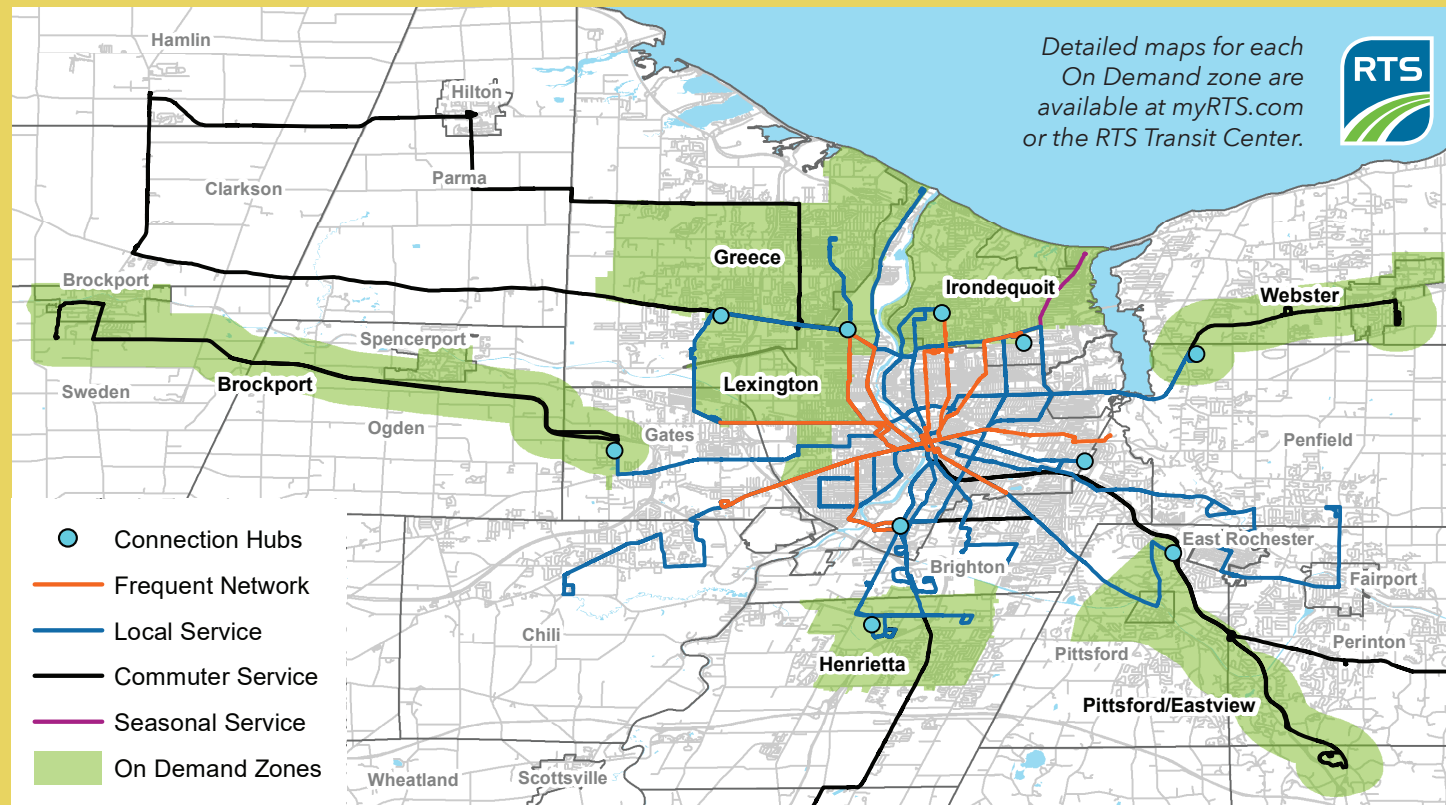 Detailed maps for each
On Demand zone are
available at myRTS.com
or the RTS Transit Center.
RTS
Hamlin
Hilton
Clarkson
Parma
Greece
Irondequoit
Brockport
Webster
Spencerport
Brockport
Lexington
Sweden
Ogden
Gates
Penfield
East Rochester
Brighton
Fairport
Chili
Perinton
Pittsford
Henrietta
Pittsford/Eastview
Wheatland
Scottsville
Connection Hubs
Frequent Network
Local Service
Commuter Service
Seasonal Service
On Demand Zones